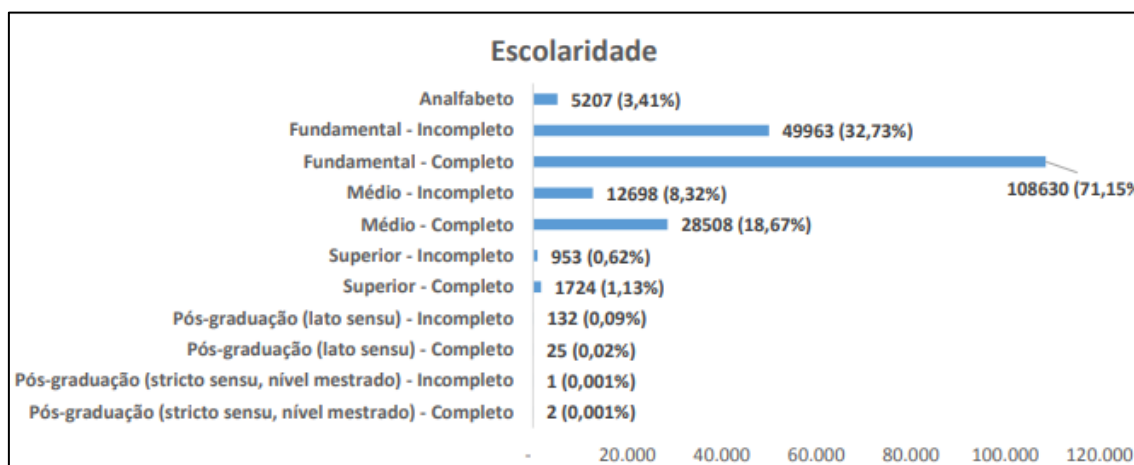 Escolaridade
Analfabeto 5207 (3,41%)
Fundamental - Incompleto 49963 (32,73%)
Fundamental - Completo
108630 (71,15%
Médio - Incompleto 12698 (8,32%)
Médio - Completo 28508 (18,67%)
Superior - Incompleto 953 (0,62%)
Superior - Completo 1724 (1,13%)
Pós-graduação (lato sensu) - Incompleto 132 (0,09%)
Pós-graduação (lato sensu) - Completo 25 (0,02%)
Pós-graduação (stricto sensu, nível mestrado) - Incompleto 1 (0,001%)
Pós-graduação (stricto sensu, nível mestrado) - Completo 2 (0,001%)
- 20.000 40.000 60.000 80.000 100.000 120.000